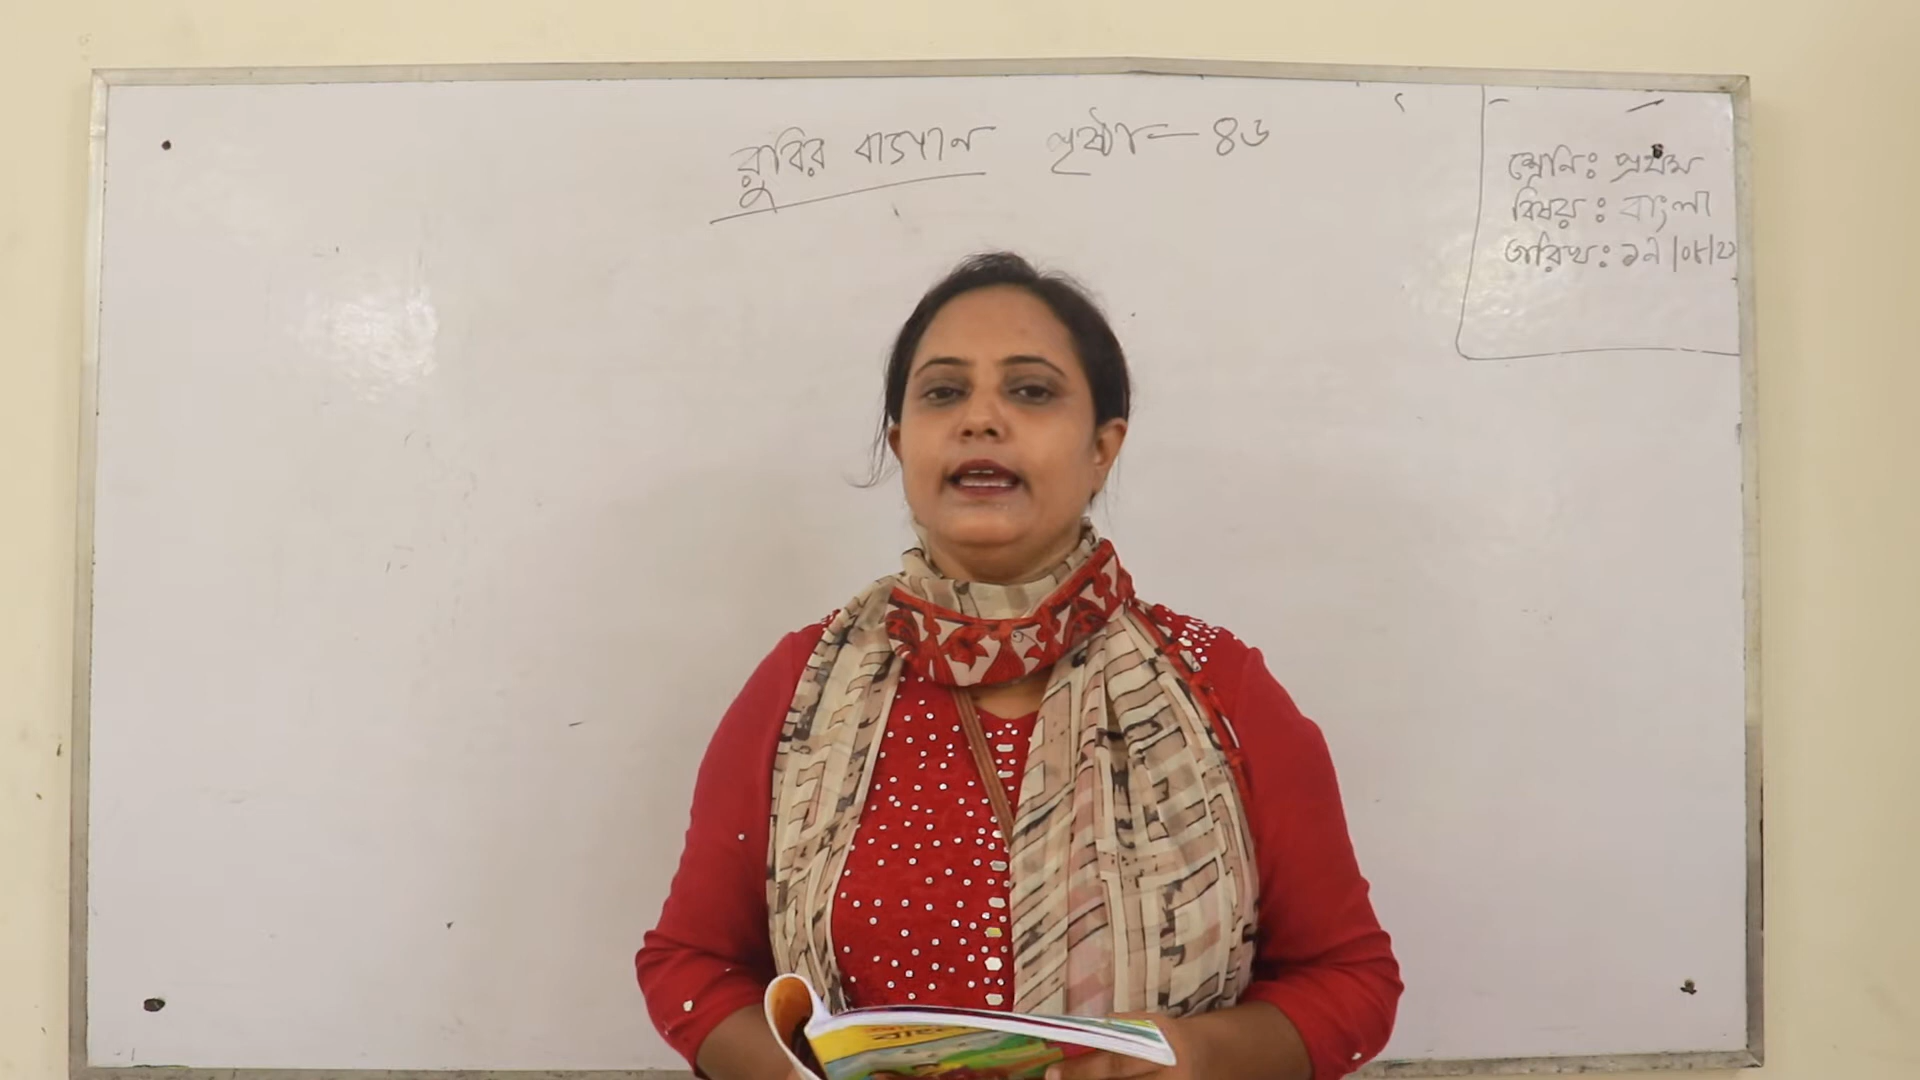 রুবির বাগান পৃষ্ঠা - ৪৬
শ্রেনি: প্রথম
বিষয়: বাংলা
তারিখ: